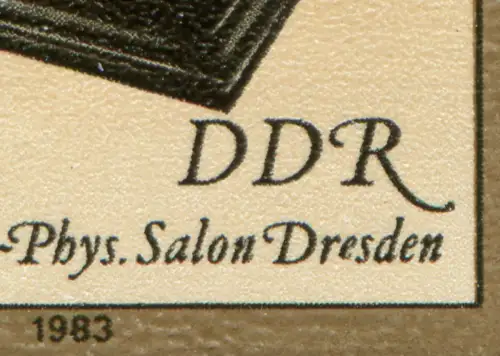 DDR
-Phys. Salon Dresden
1983